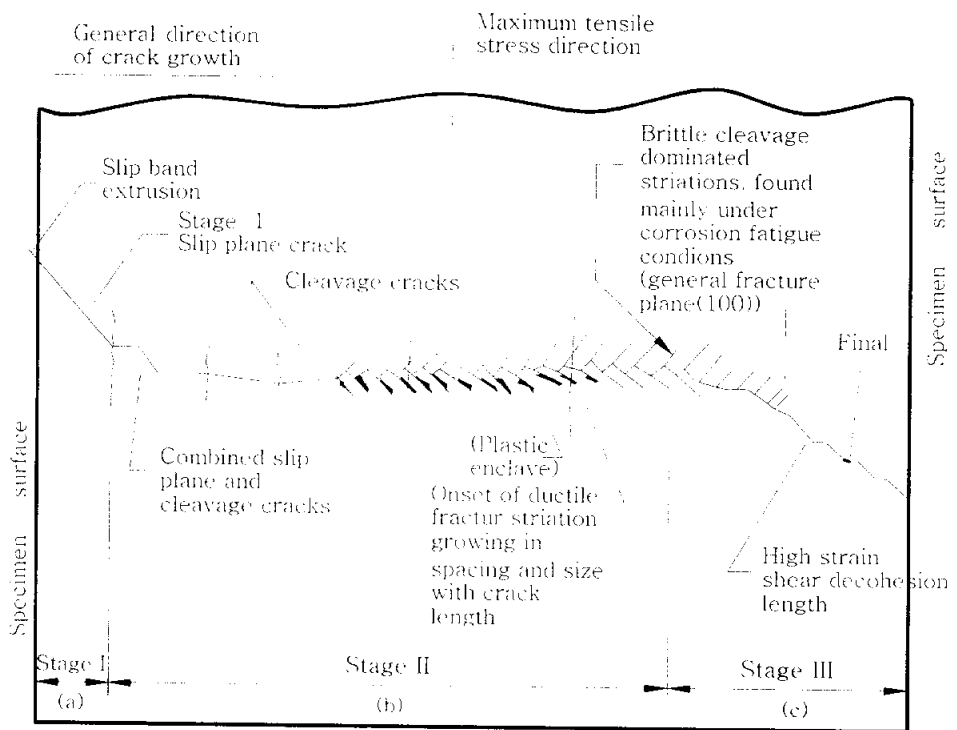 General direction
of crack growth
Maximum tensile
stress direction
Slip band
extrusion
Stage 1
Slip plane crack
Cleavage cracks
Brittle cleavage
dominated
striations, found
mainly under
corrosion fatigue
condions
(general fracture
plane(100))
Final
Specimen surface
Specimen surface
Combined slip
plane and
cleavage cracks
(Plastic
enclave)
Onset of ductile
fractur striation
growing in
spacing and size
with crack
length
High strain
shear decohesion
length
Stage I
Stage II
Stage III
(a)
(b)
(c)